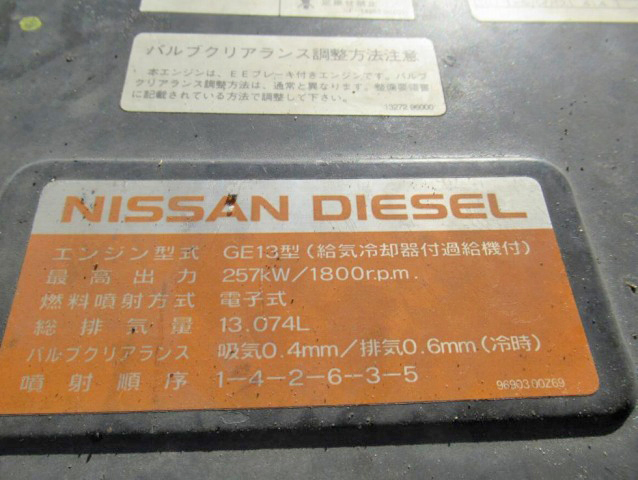 バルブクリアランス調整方法注意
本エンジンは、EEブレーキ付きエンジンです。バルブ
クリアランス調整方法は、通常と異なります。整備要領書
に記載されている方法で調整して下さい。
13272 96000
NISSAN DIESEL
エンジン型式 GE13型(給気冷却器付過給機付)
最高出力 257kW/1800r.p.m.
燃料噴射方式 電子式
総排気量 13.074L
バルブクリアランス 吸気0.4mm/排気0.6mm(冷時)
噴射順序 1-4-2-6-3-5
96903 00Z69